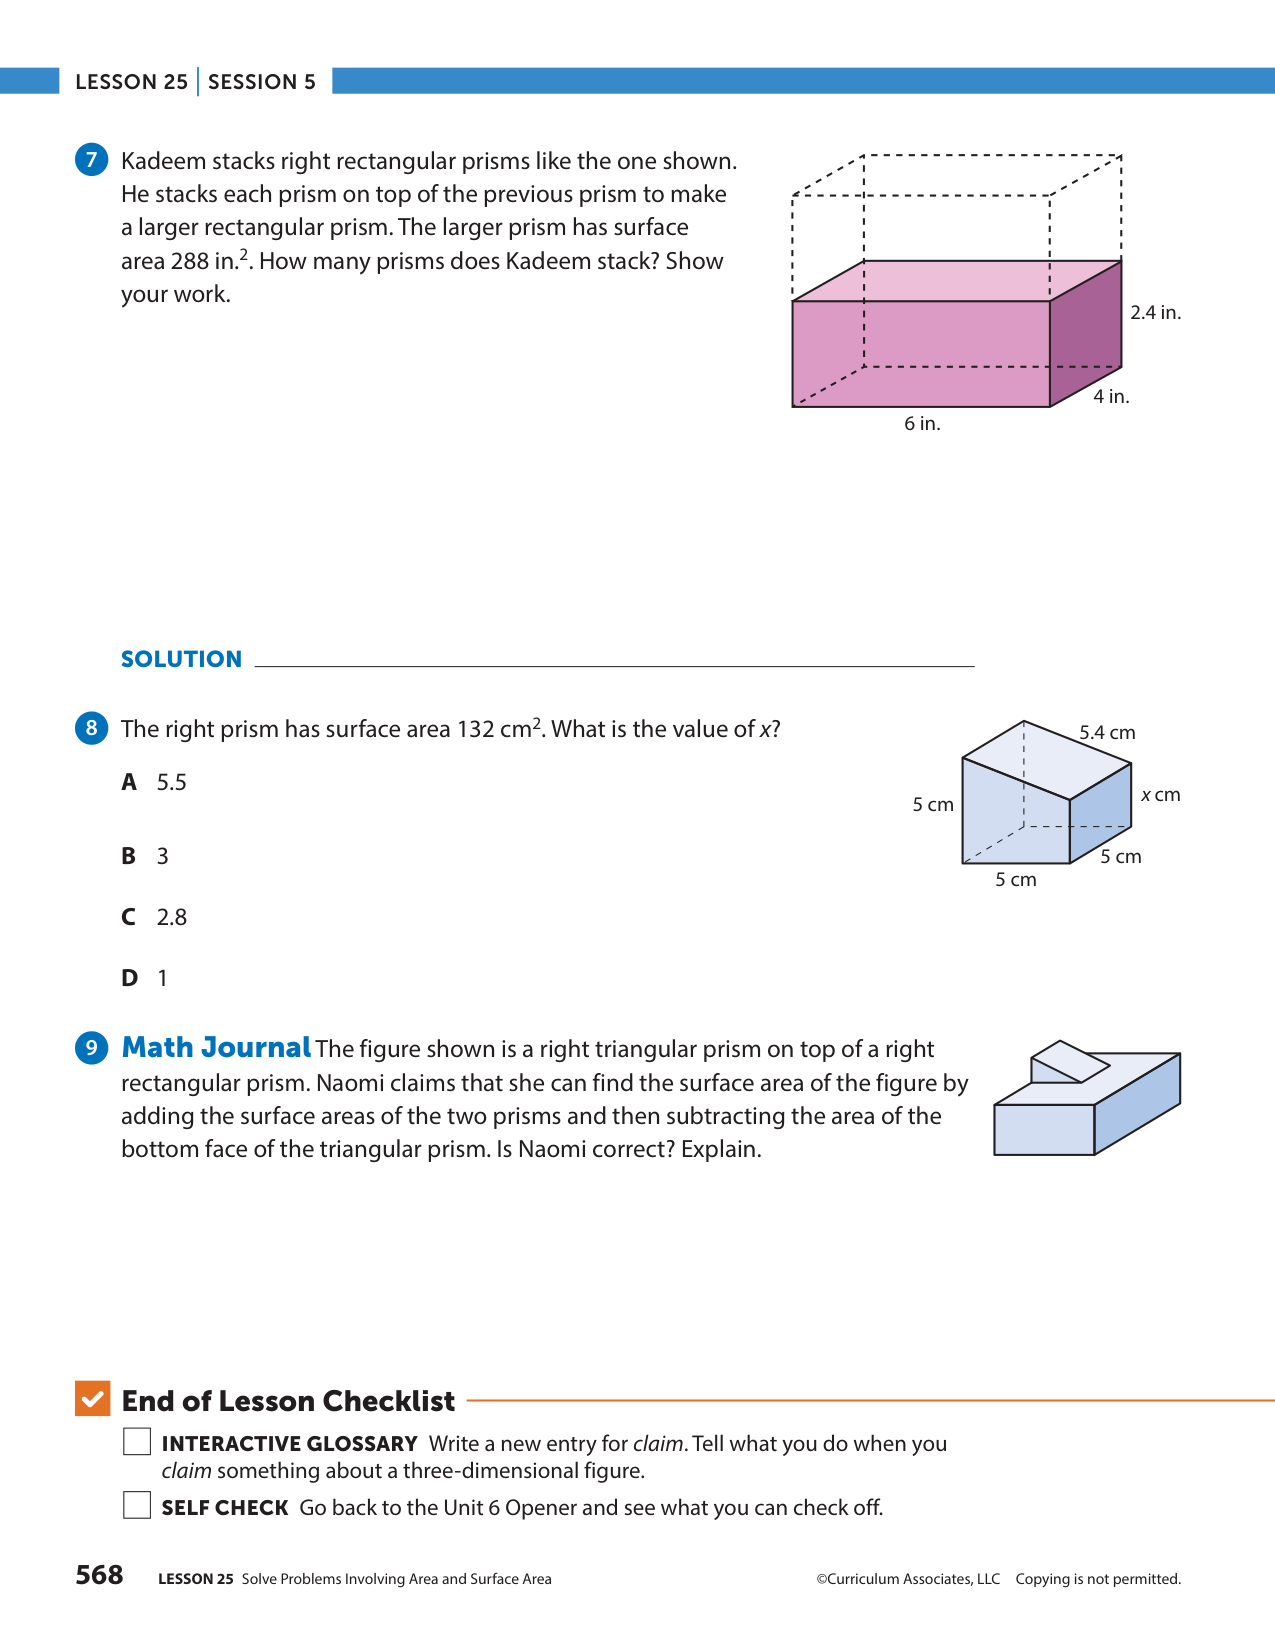 LESSON 25 | SESSION 5
7 Kadeem stacks right rectangular prisms like the one shown.
He stacks each prism on top of the previous prism to make
a larger rectangular prism. The larger prism has surface
area 288 in.². How many prisms does Kadeem stack? Show
your work.
2.4 in.
4 in.
6 in.
SOLUTION
8 The right prism has surface area 132 cm². What is the value of x?
A 5.5
B 3
C 2.8
D 1
5.4 cm
5 cm
x cm
5 cm
5 cm
9 Math Journal The figure shown is a right triangular prism on top of a right
rectangular prism. Naomi claims that she can find the surface area of the figure by
adding the surface areas of the two prisms and then subtracting the area of the
bottom face of the triangular prism. Is Naomi correct? Explain.
End of Lesson Checklist
INTERACTIVE GLOSSARY Write a new entry for claim. Tell what you do when you
claim something about a three-dimensional figure.
SELF CHECK Go back to the Unit 6 Opener and see what you can check off.
568 LESSON 25 Solve Problems Involving Area and Surface Area ©Curriculum Associates, LLC Copying is not permitted.